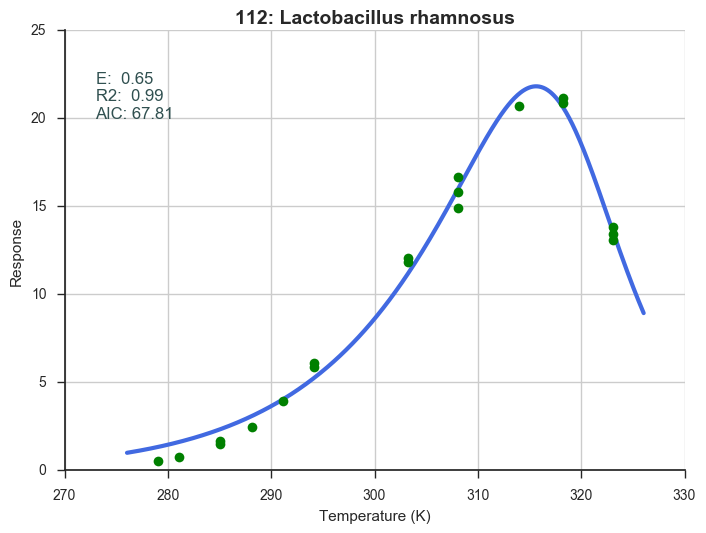 112: Lactobacillus rhamnosus
E:  0.65
R2:  0.99
AIC: 67.81
Response
25
20
15
10
5
0
270
280
290
300
310
320
330
Temperature (K)